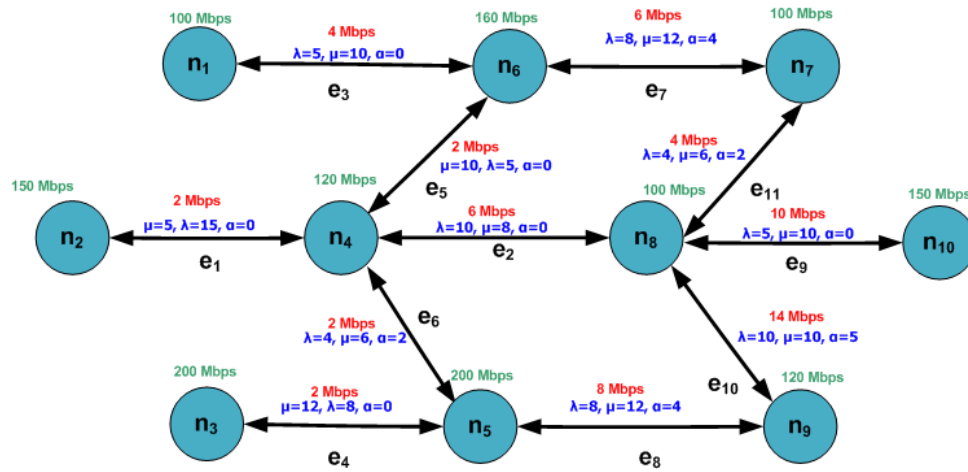 100 Mbps
160 Mbps
6 Mbps
100 Mbps
4 Mbps
λ=5, μ=10, α=0
λ=8, μ=12, α=4
n1
n6
n7
e3
e7
2 Mbps
μ=10, λ=5, α=0
4 Mbps
λ=4, μ=6, α=2
150 Mbps
120 Mbps
e5
100 Mbps
e11
150 Mbps
2 Mbps
μ=5, λ=15, α=0
6 Mbps
λ=10, μ=8, α=0
10 Mbps
λ=5, μ=10, α=0
n2
n4
n8
n10
e1
e2
e9
2 Mbps
λ=4, μ=6, α=2
e6
14 Mbps
λ=10, μ=10, α=5
200 Mbps
200 Mbps
e10
120 Mbps
2 Mbps
μ=12, λ=8, α=0
8 Mbps
λ=8, μ=12, α=4
n3
n5
n9
e4
e8